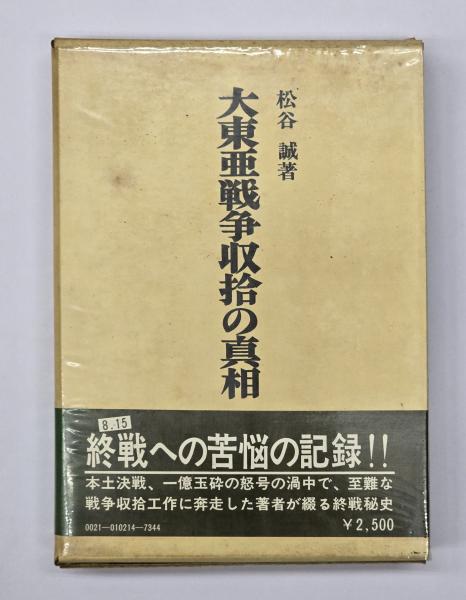 松谷 誠著
大東亜戦争収拾の真相
8.15
終戦への苦悩の記録!!
本土決戦、一億玉砕の怒号の渦中で、至難な
戦争収拾工作に奔走した著者が綴る終戦秘史
0021―010214―7344
¥2,500